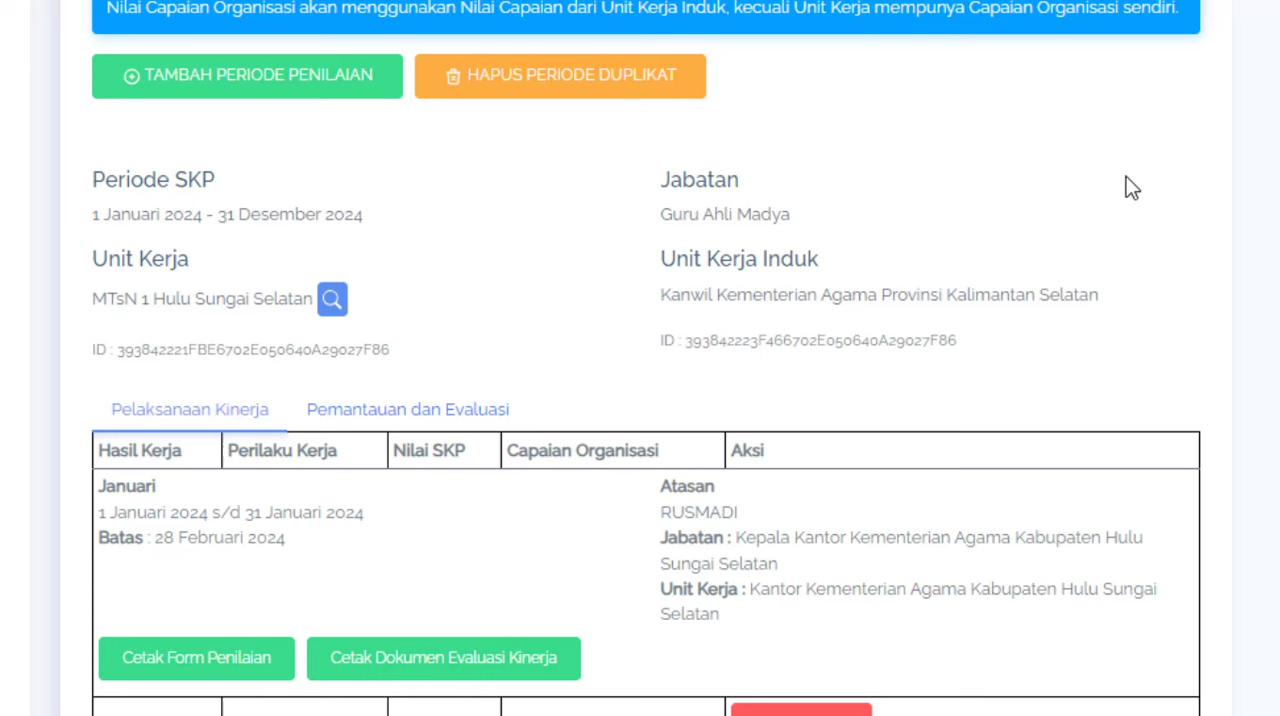 Nilai Capaian Organisasi akan menggunakan Nilai Capaian dari Unit Kerja Induk, kecuali Unit Kerja mempunya Capaian Organisasi sendiri.
TAMBAH PERIODE PENILAIAN
HAPUS PERIODE DUPLIKAT
Periode SKP
1 Januari 2024 - 31 Desember 2024
Jabatan
Guru Ahli Madya
Unit Kerja
MTsN 1 Hulu Sungai Selatan
ID : 393842221FBE6702E050640A29027F86
Unit Kerja Induk
Kanwil Kementerian Agama Provinsi Kalimantan Selatan
ID : 393842223F466702E050640A29027F86
Pelaksanaan Kinerja
Pemantauan dan Evaluasi
Hasil Kerja
Perilaku Kerja
Nilai SKP
Capaian Organisasi
Aksi
Januari
1 Januari 2024 s/d 31 Januari 2024
Batas : 28 Februari 2024
Atasan
RUSMADI
Jabatan : Kepala Kantor Kementerian Agama Kabupaten Hulu
Sungai Selatan
Unit Kerja : Kantor Kementerian Agama Kabupaten Hulu Sungai
Selatan
Cetak Form Penilaian
Cetak Dokumen Evaluasi Kinerja